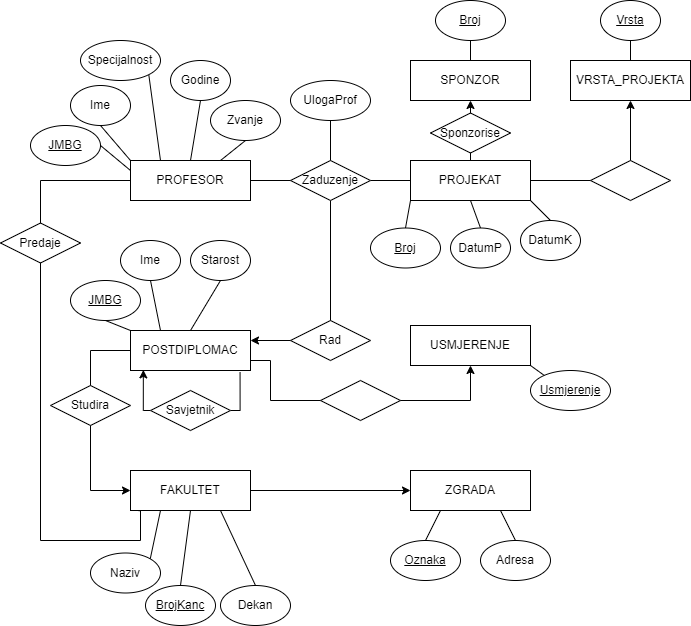 Broj
Vrsta
Specijalnost
Godine
SPONZOR
VRSTA_PROJEKTA
UlogaProf
Ime
Zvanje
Sponzorise
JMBG
PROFESOR
Zaduzenje
PROJEKAT
Predaje
Broj
DatumP
DatumK
Ime
Starost
JMBG
POSTDIPLOMAC
Rad
USMJERENJE
Studira
Savjetnik
Usmjerenje
FAKULTET
ZGRADA
Naziv
BrojKanc
Dekan
Oznaka
Adresa